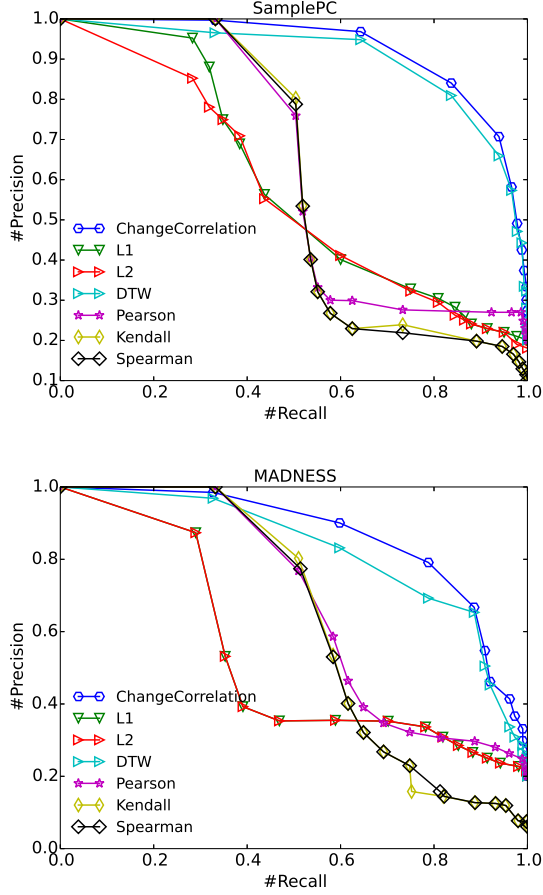 SamplePC
1.0
0.9
0.8
0.7
0.6
0.5
0.4
0.3
0.2
0.1
#Precision
ChangeCorrelation
L1
L2
DTW
Pearson
Kendall
Spearman
0.0 0.2 0.4 0.6 0.8 1.0
#Recall
MADNESS
1.0
0.8
0.6
0.4
0.2
0.0
#Precision
ChangeCorrelation
L1
L2
DTW
Pearson
Kendall
Spearman
0.0 0.2 0.4 0.6 0.8 1.0
#Recall